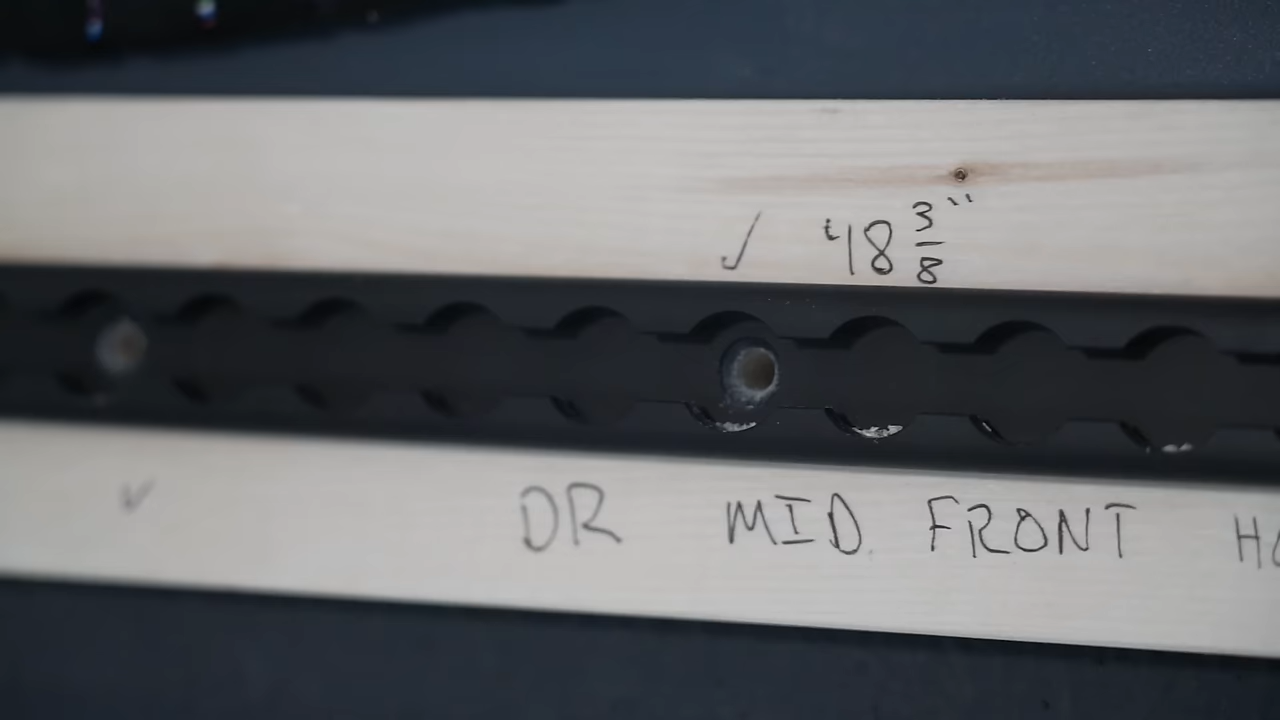 ✓ "18 3/8"
✓ DR MID. FRONT